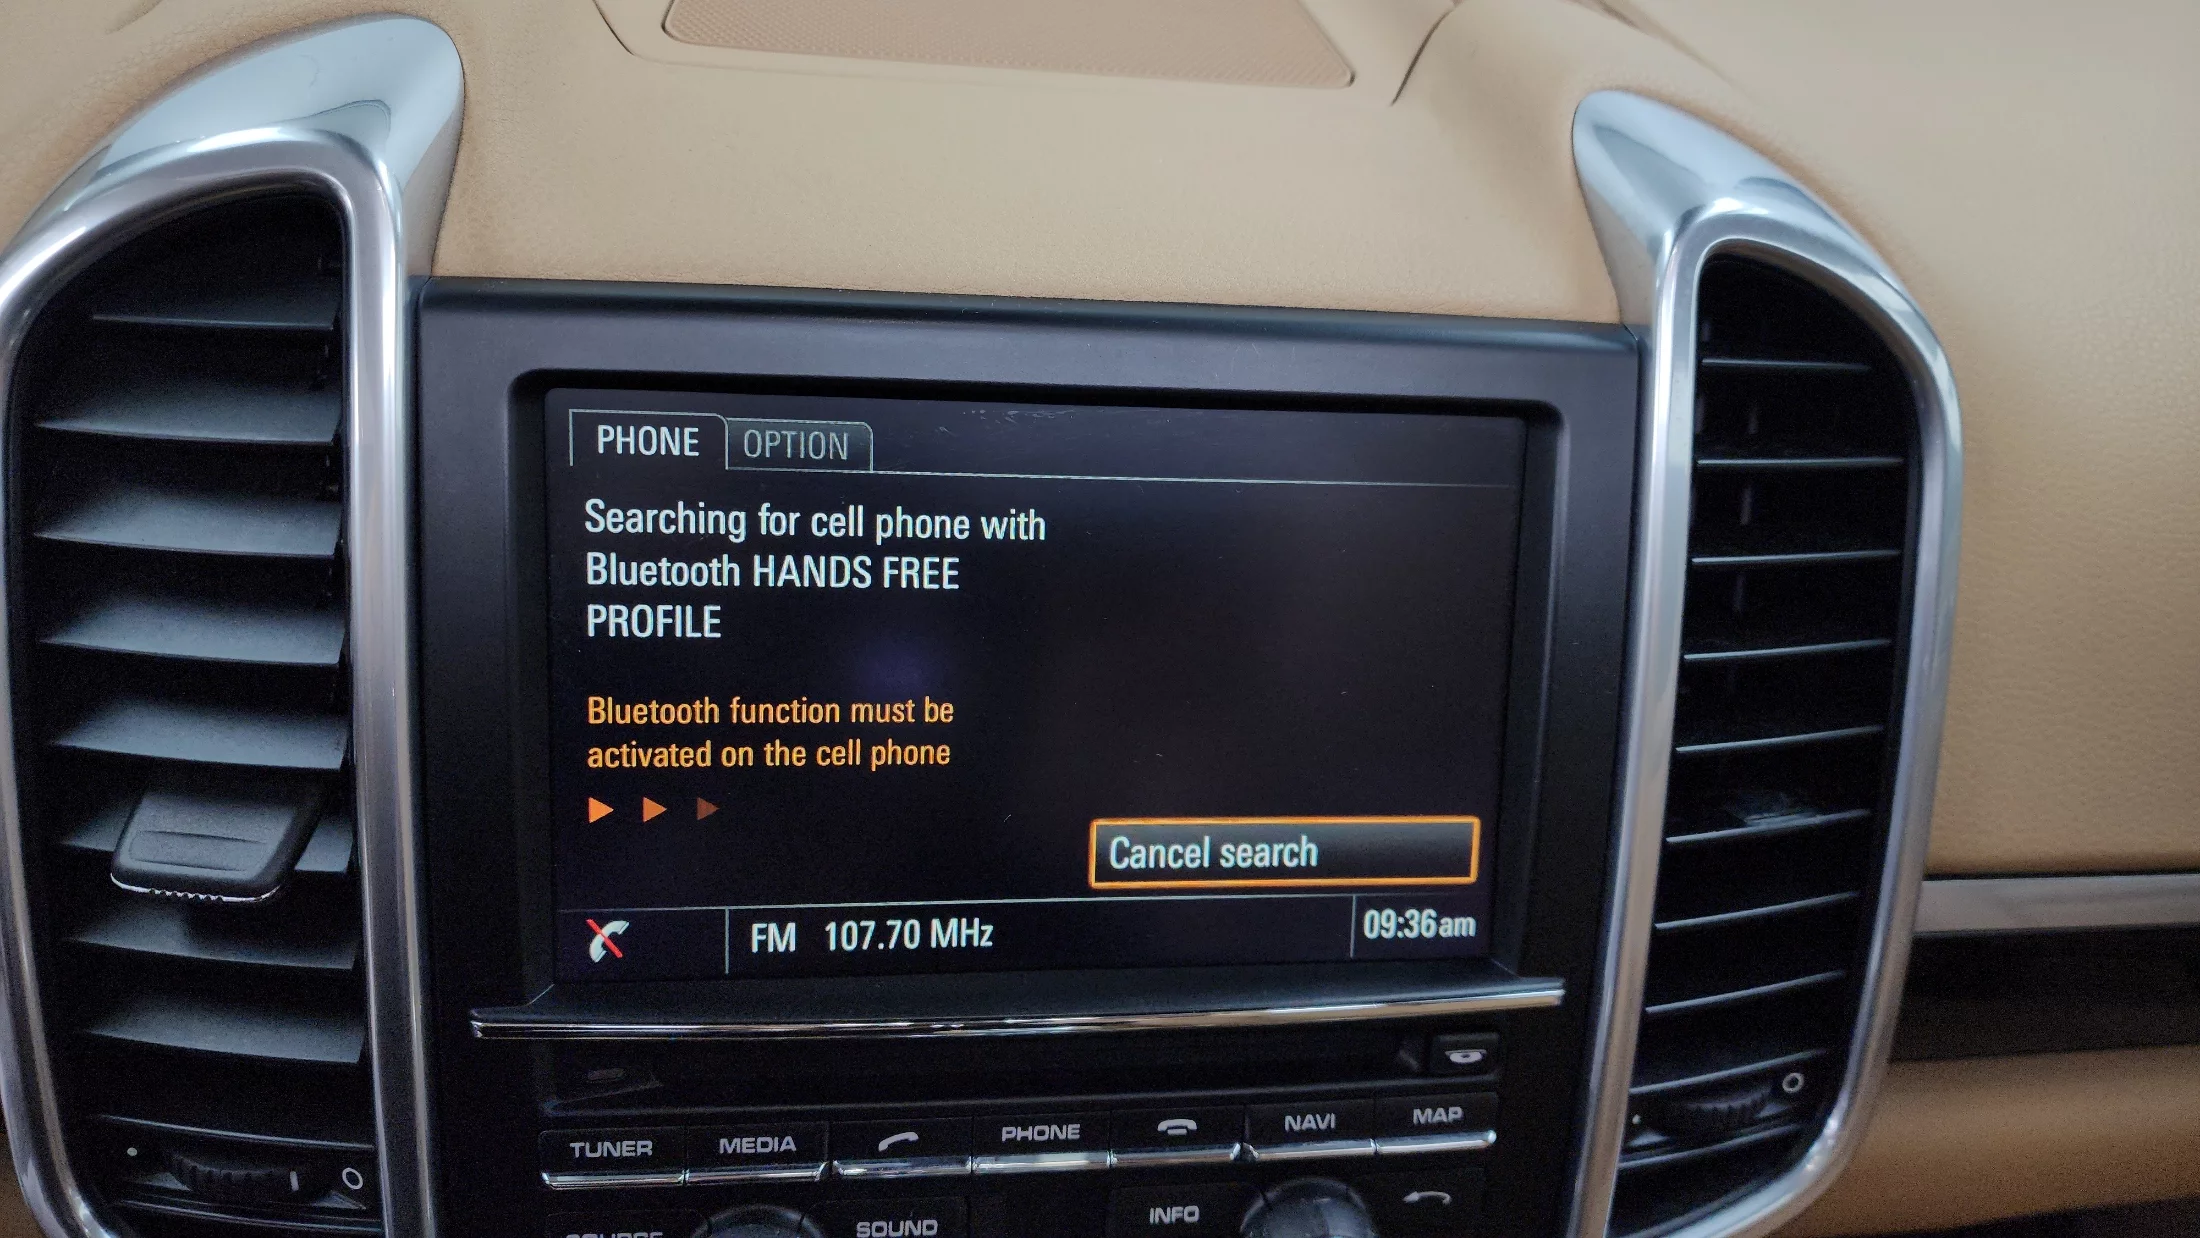 PHONE OPTION
Searching for cell phone with
Bluetooth HANDS FREE
PROFILE
Bluetooth function must be
activated on the cell phone
Cancel search
FM 107.70 MHz 09:36am
TUNER MEDIA PHONE NAVI MAP
SOURCE SOUND INFO